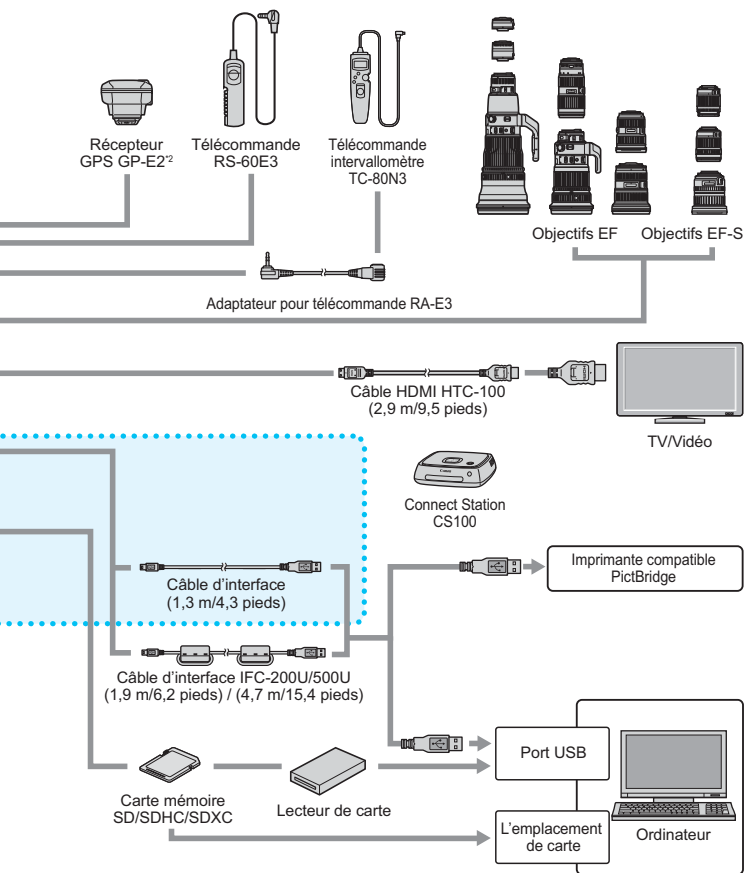 Récepteur
GPS GP-E2*2
Télécommande
RS-60E3
Télécommande
intervallomètre
TC-80N3
Objectifs EF
Objectifs EF-S
Adaptateur pour télécommande RA-E3
Câble HDMI HTC-100
(2,9 m/9,5 pieds)
TV/Vidéo
Canon
Connect Station
CS100
Câble d'interface
(1,3 m/4,3 pieds)
Imprimante compatible
PictBridge
Câble d'interface IFC-200U/500U
(1,9 m/6,2 pieds) / (4,7 m/15,4 pieds)
Port USB
Carte mémoire
SD/SDHC/SDXC
Lecteur de carte
L'emplacement
de carte
Ordinateur